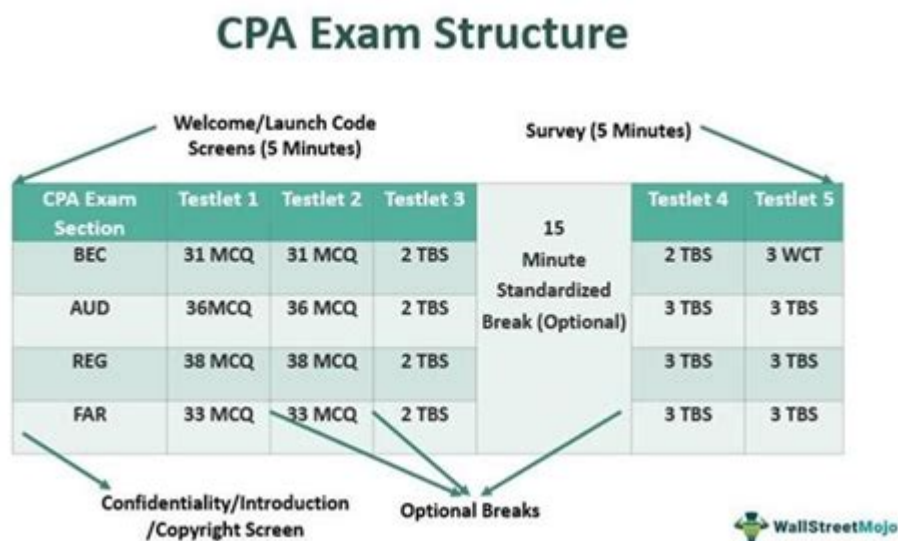 CPA Exam Structure
Welcome/Launch Code
Screens (5 Minutes)
Survey (5 Minutes)
CPA Exam
Section
Testlet 1
Testlet 2
Testlet 3
15
Minute
Standardized
Break (Optional)
Testlet 4
Testlet 5
BEC
31 MCQ
31 MCQ
2 TBS
2 TBS
3 WCT
AUD
36MCQ
36 MCQ
2 TBS
3 TBS
3 TBS
REG
38 MCQ
38 MCQ
2 TBS
3 TBS
3 TBS
FAR
33 MCQ
33 MCQ
2 TBS
3 TBS
3 TBS
Confidentiality/Introduction
/Copyright Screen
Optional Breaks
WallStreetMojo